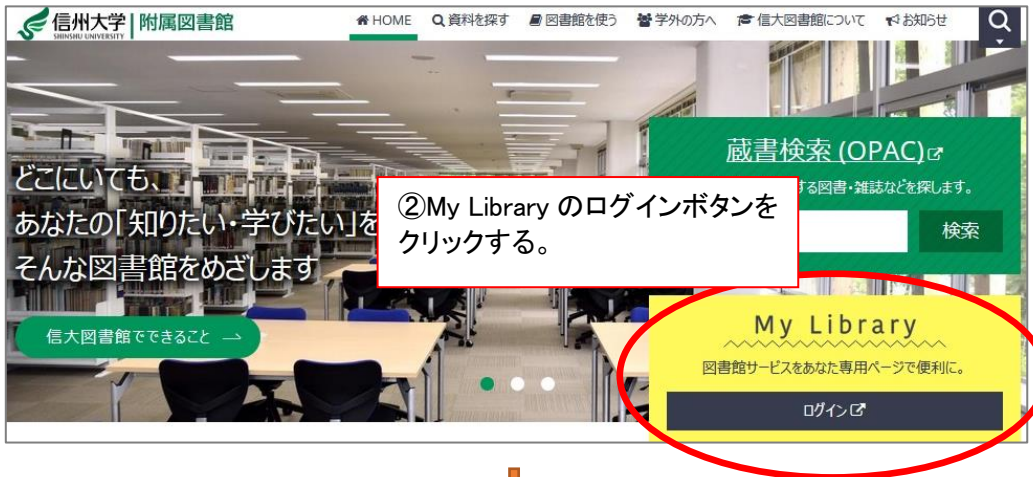 信州大学 附属図書館
SHINSHU UNIVERSITY
HOME 資料を探す 図書館を使う 学外の方へ 信大図書館について お知らせ
どこにいても、
あなたの「知りたい・学びたい」を
そんな図書館をめざします
信大図書館でできること →
②My Library のログインボタンを
クリックする。
蔵書検索 (OPAC)
する図書・雑誌などを探します。
検索
My Library
図書館サービスをあなた専用ページで便利に。
ログイン